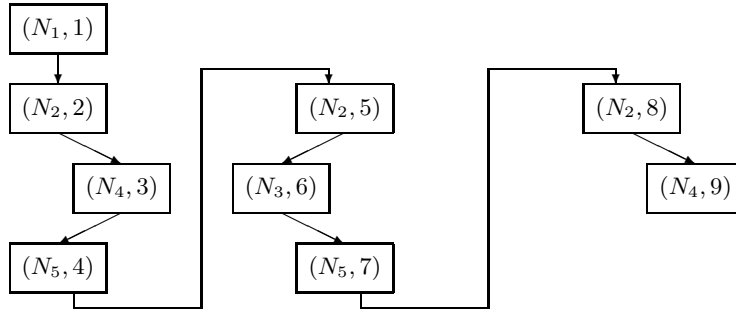 (N₁, 1)
(N₂, 2)
(N₄, 3)
(N₅, 4)
(N₂, 5)
(N₃, 6)
(N₅, 7)
(N₂, 8)
(N₄, 9)